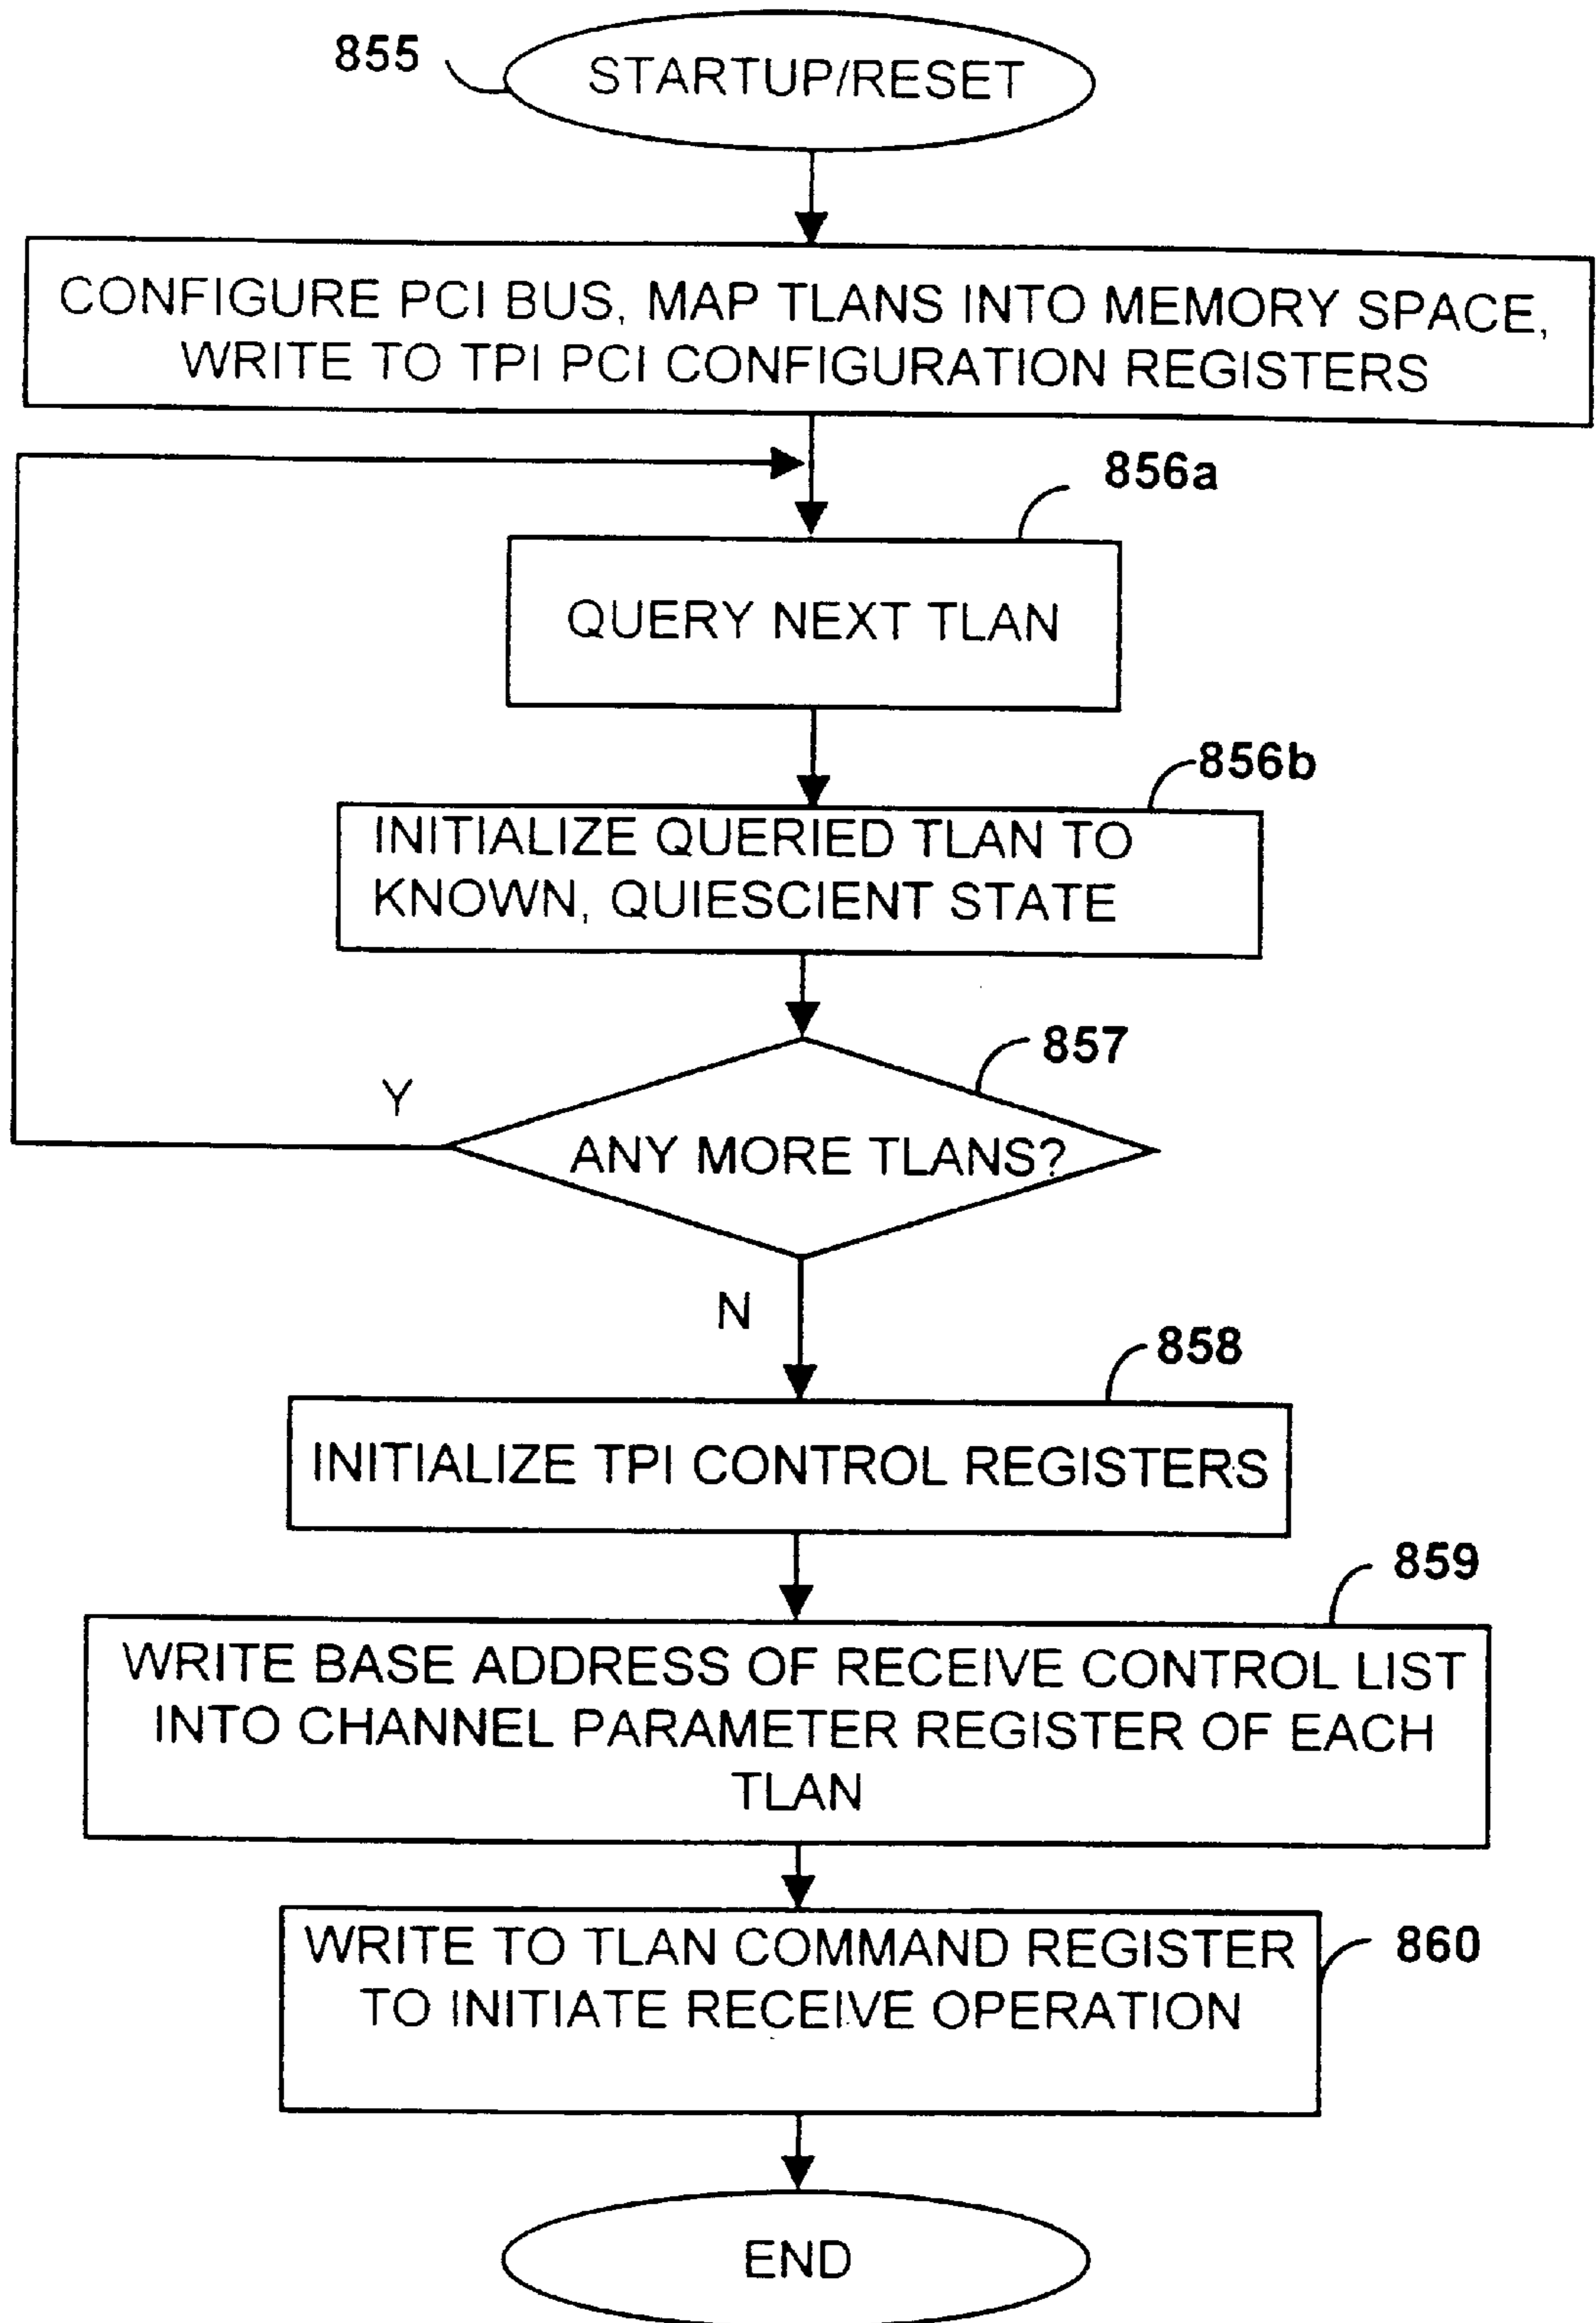 855
STARTUP/RESET
CONFIGURE PCI BUS, MAP TLANS INTO MEMORY SPACE,
WRITE TO TPI PCI CONFIGURATION REGISTERS
856a
QUERY NEXT TLAN
856b
INITIALIZE QUERIED TLAN TO
KNOWN, QUIESCIENT STATE
857
Y
ANY MORE TLANS?
N
858
INITIALIZE TPI CONTROL REGISTERS
859
WRITE BASE ADDRESS OF RECEIVE CONTROL LIST
INTO CHANNEL PARAMETER REGISTER OF EACH
TLAN
WRITE TO TLAN COMMAND REGISTER
860
TO INITIATE RECEIVE OPERATION
END